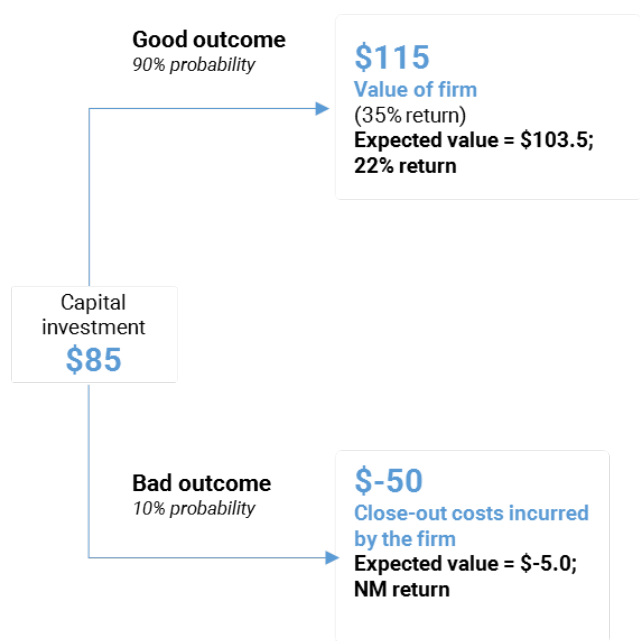 Good outcome
90% probability
$115
Value of firm
(35% return)
Expected value = $103.5;
22% return
Capital
investment
$85
Bad outcome
10% probability
$-50
Close-out costs incurred
by the firm
Expected value = $-5.0;
NM return